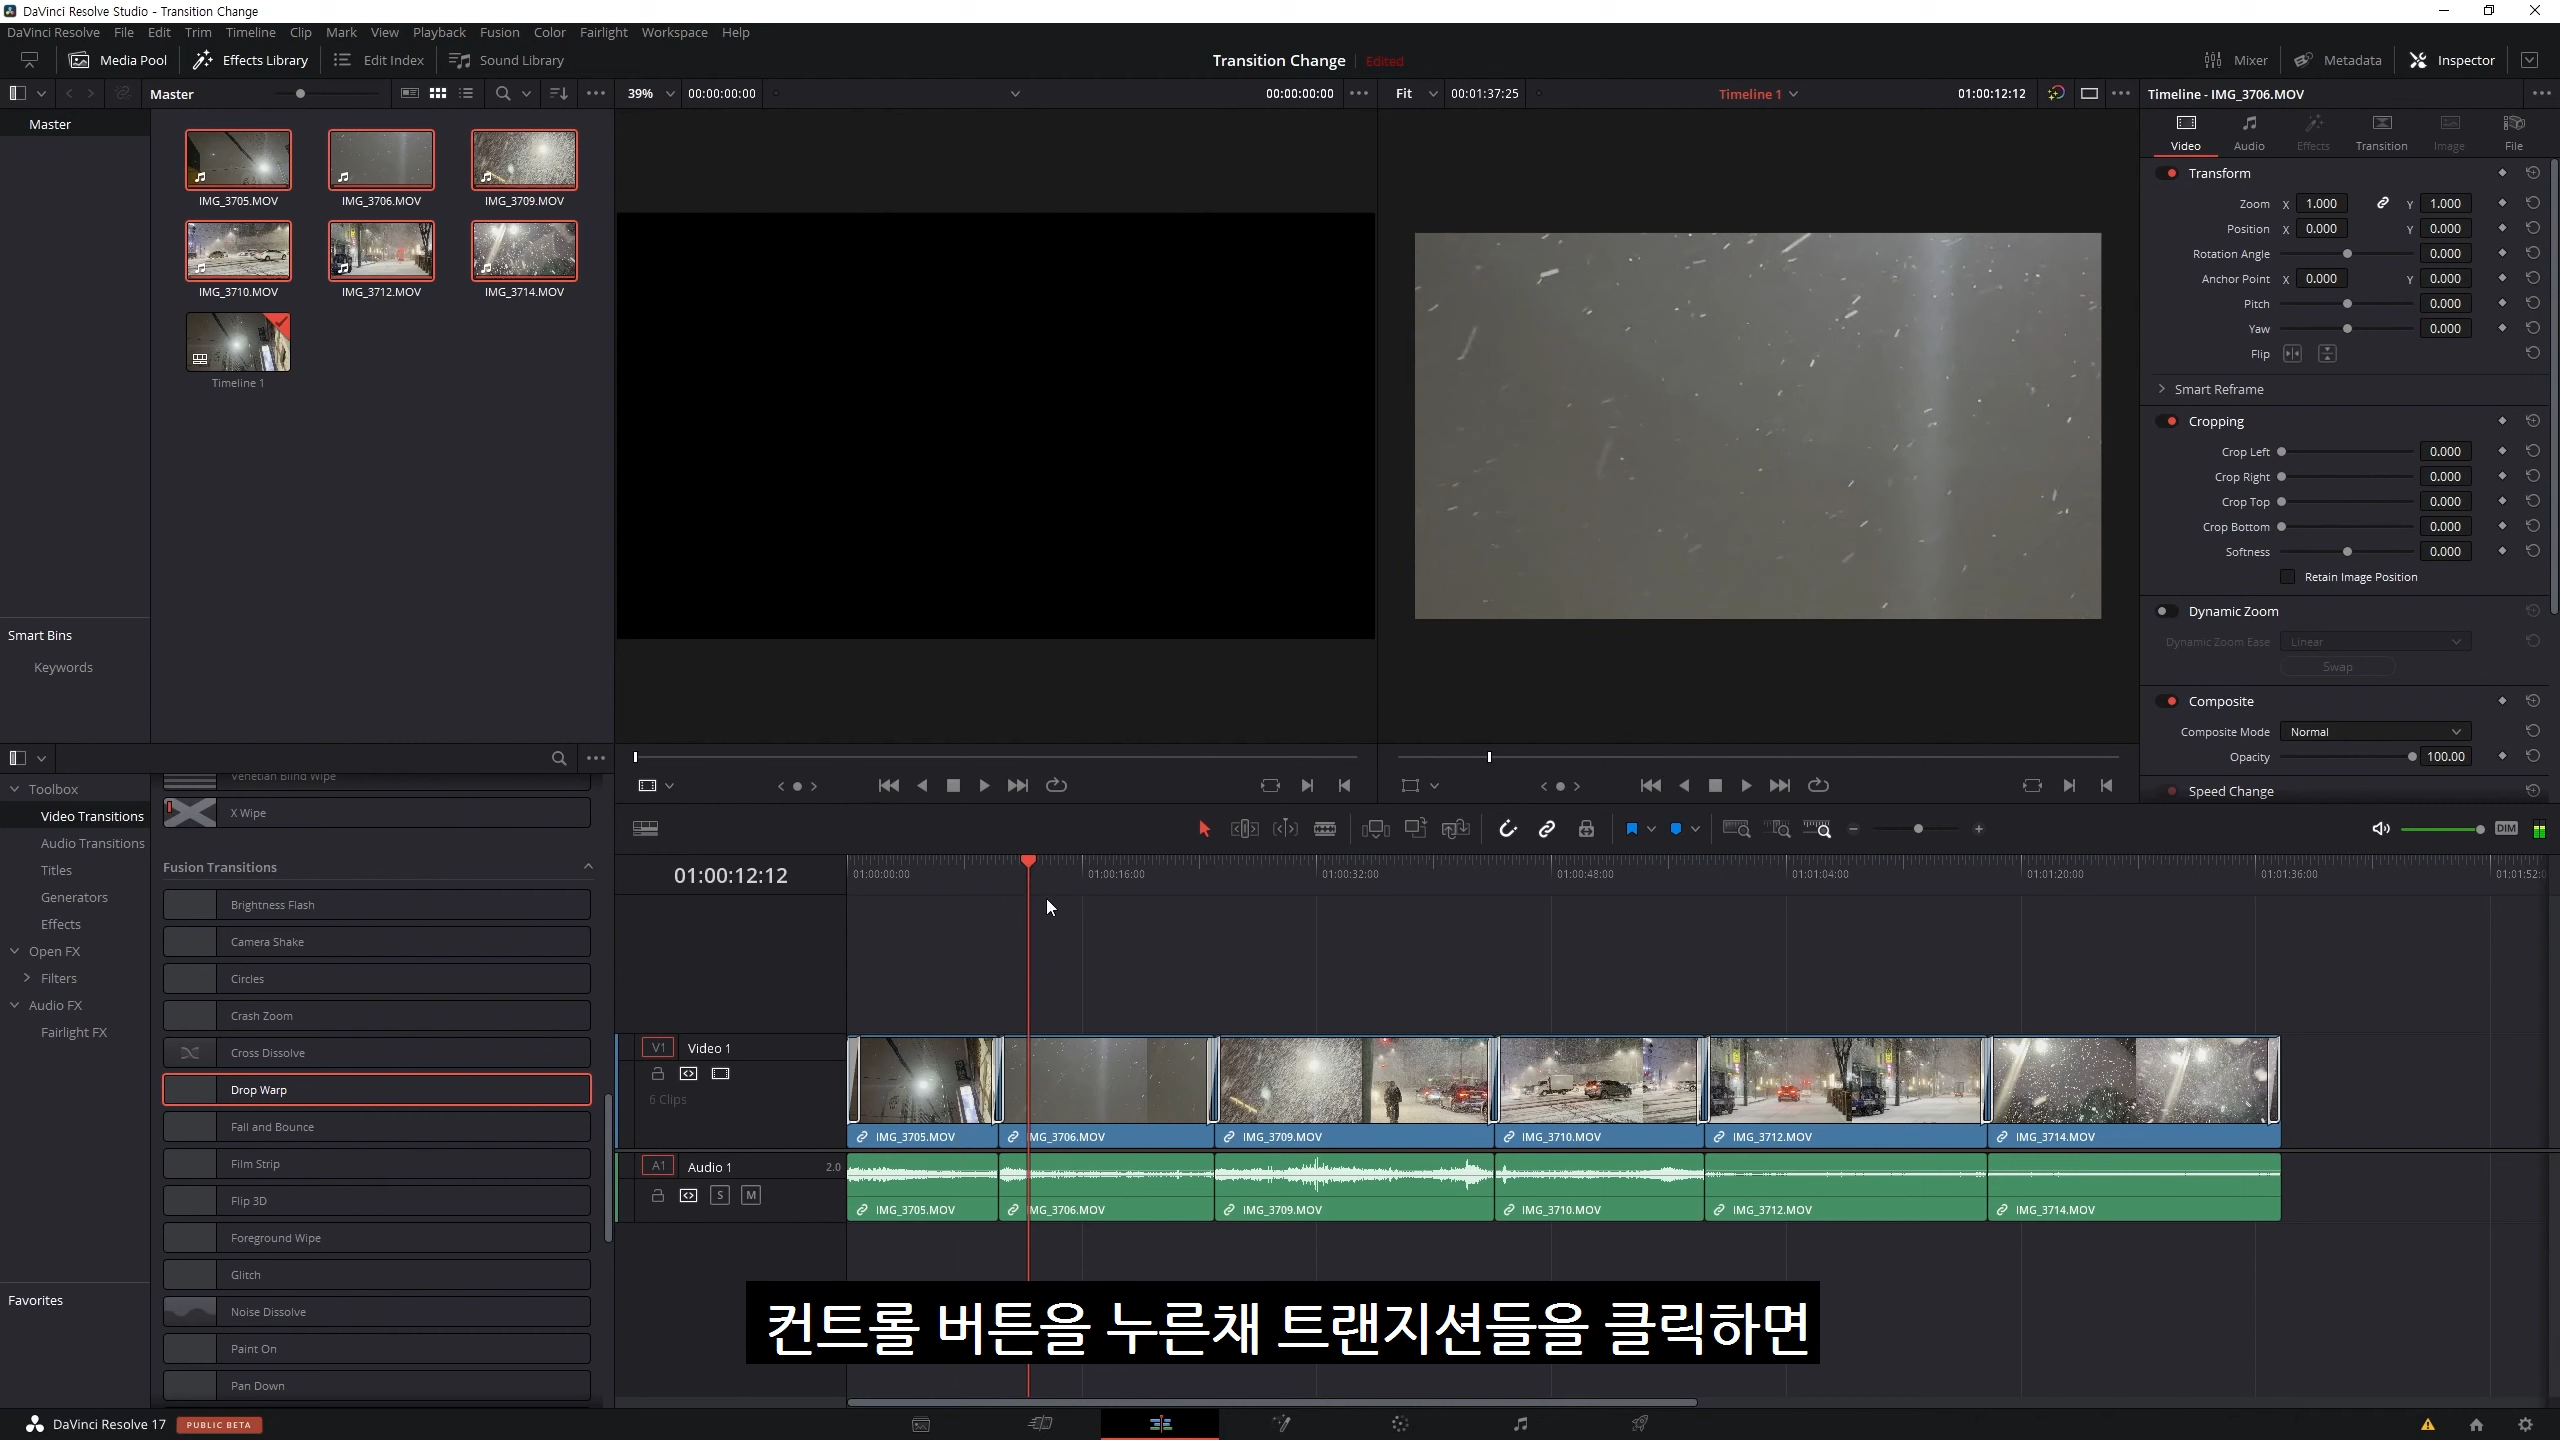 DaVinci Resolve Studio - Transition Change
DaVinci Resolve File Edit Trim Timeline Clip Mark View Playback Fusion Color Fairlight Workspace Help
Media Pool Effects Library Edit Index Sound Library Transition Change Edited Mixer Metadata Inspector
Master 39% 00:00:00:00 00:00:00:00 Fit 00:01:37:25 Timeline 1 01:00:12:12 Timeline - IMG_3706.MOV
Master
IMG_3705.MOV IMG_3706.MOV IMG_3709.MOV
IMG_3710.MOV IMG_3712.MOV IMG_3714.MOV
Timeline 1
Smart Bins
Keywords
Video Audio Effects Transition Image File
Transform
Zoom X 1.000 Y 1.000
Position X 0.000 Y 0.000
Rotation Angle 0.000
Anchor Point X 0.000 Y 0.000
Pitch 0.000
Yaw 0.000
Flip
Smart Reframe
Cropping
Crop Left 0.000
Crop Right 0.000
Crop Top 0.000
Crop Bottom 0.000
Softness 0.000
Retain Image Position
Dynamic Zoom
Dynamic Zoom Ease Linear
Swap
Composite
Composite Mode Normal
Opacity 100.00
Speed Change
Toolbox
Video Transitions
Audio Transitions
Titles
Generators
Effects
Open FX
Filters
Audio FX
Fairlight FX
Favorites
Venetian Blind Wipe
X Wipe
Fusion Transitions
Brightness Flash
Camera Shake
Circles
Crash Zoom
Cross Dissolve
Drop Warp
Fall and Bounce
Film Strip
Flip 3D
Foreground Wipe
Glitch
Noise Dissolve
Paint On
Pan Down
DIM
01:00:12:12 01:00:00:00 01:00:16:00 01:00:32:00 01:00:48:00 01:01:04:00 01:01:20:00 01:01:36:00 01:01:52:0
V1 Video 1
6 Clips
IMG_3705.MOV IMG_3706.MOV IMG_3709.MOV IMG_3710.MOV IMG_3712.MOV IMG_3714.MOV
A1 Audio 1 2.0
S M
IMG_3705.MOV IMG_3706.MOV IMG_3709.MOV IMG_3710.MOV IMG_3712.MOV IMG_3714.MOV
컨트롤 버튼을 누른채 트랜지션들을 클릭하면
DaVinci Resolve 17 PUBLIC BETA